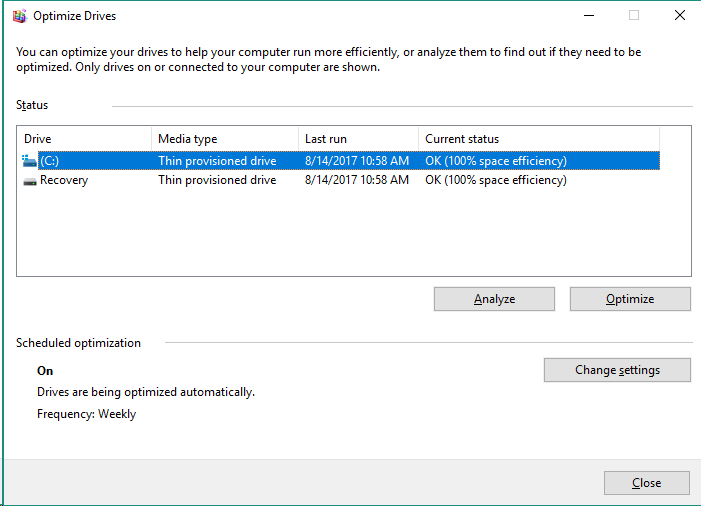 Optimize Drives
You can optimize your drives to help your computer run more efficiently, or analyze them to find out if they need to be
optimized. Only drives on or connected to your computer are shown.
Status
Drive Media type Last run Current status
(C:) Thin provisioned drive 8/14/2017 10:58 AM OK (100% space efficiency)
Recovery Thin provisioned drive 8/14/2017 10:58 AM OK (100% space efficiency)
Analyze Optimize
Scheduled optimization
On Change settings
Drives are being optimized automatically.
Frequency: Weekly
Close